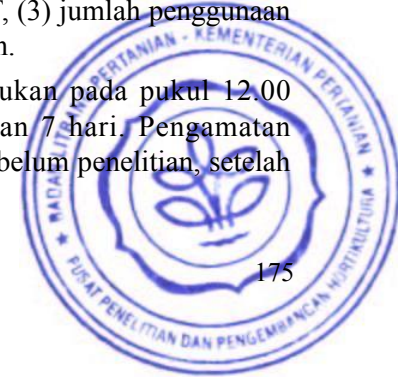 , (3) jumlah penggunaan
n.
ukan pada pukul 12.00
an 7 hari. Pengamatan
belum penelitian, setelah
175
BADAN LITBANG PERTANIAN - KEMENTERIAN PERTANIAN
★ PUSAT PENELITIAN DAN PENGEMBANGAN HORTIKULTURA ★